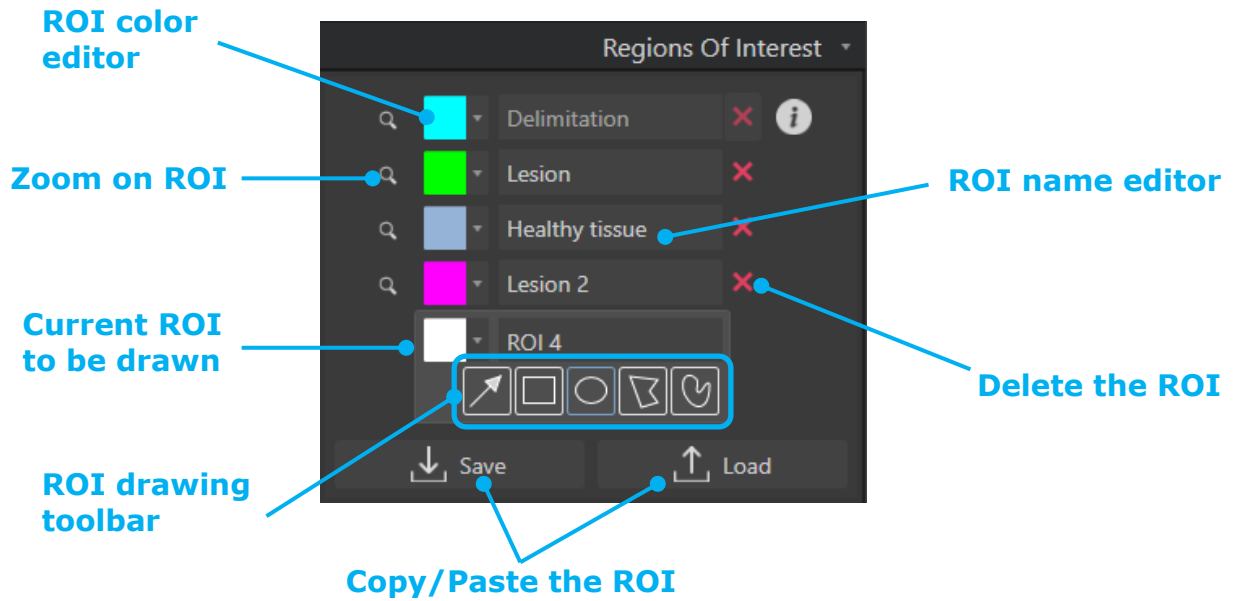 ROI color
editor
Regions Of Interest
Delimitation
i
Zoom on ROI
Lesion
ROI name editor
Healthy tissue
Lesion 2
Current ROI
to be drawn
ROI 4
Delete the ROI
Save
Load
ROI drawing
toolbar
Copy/Paste the ROI